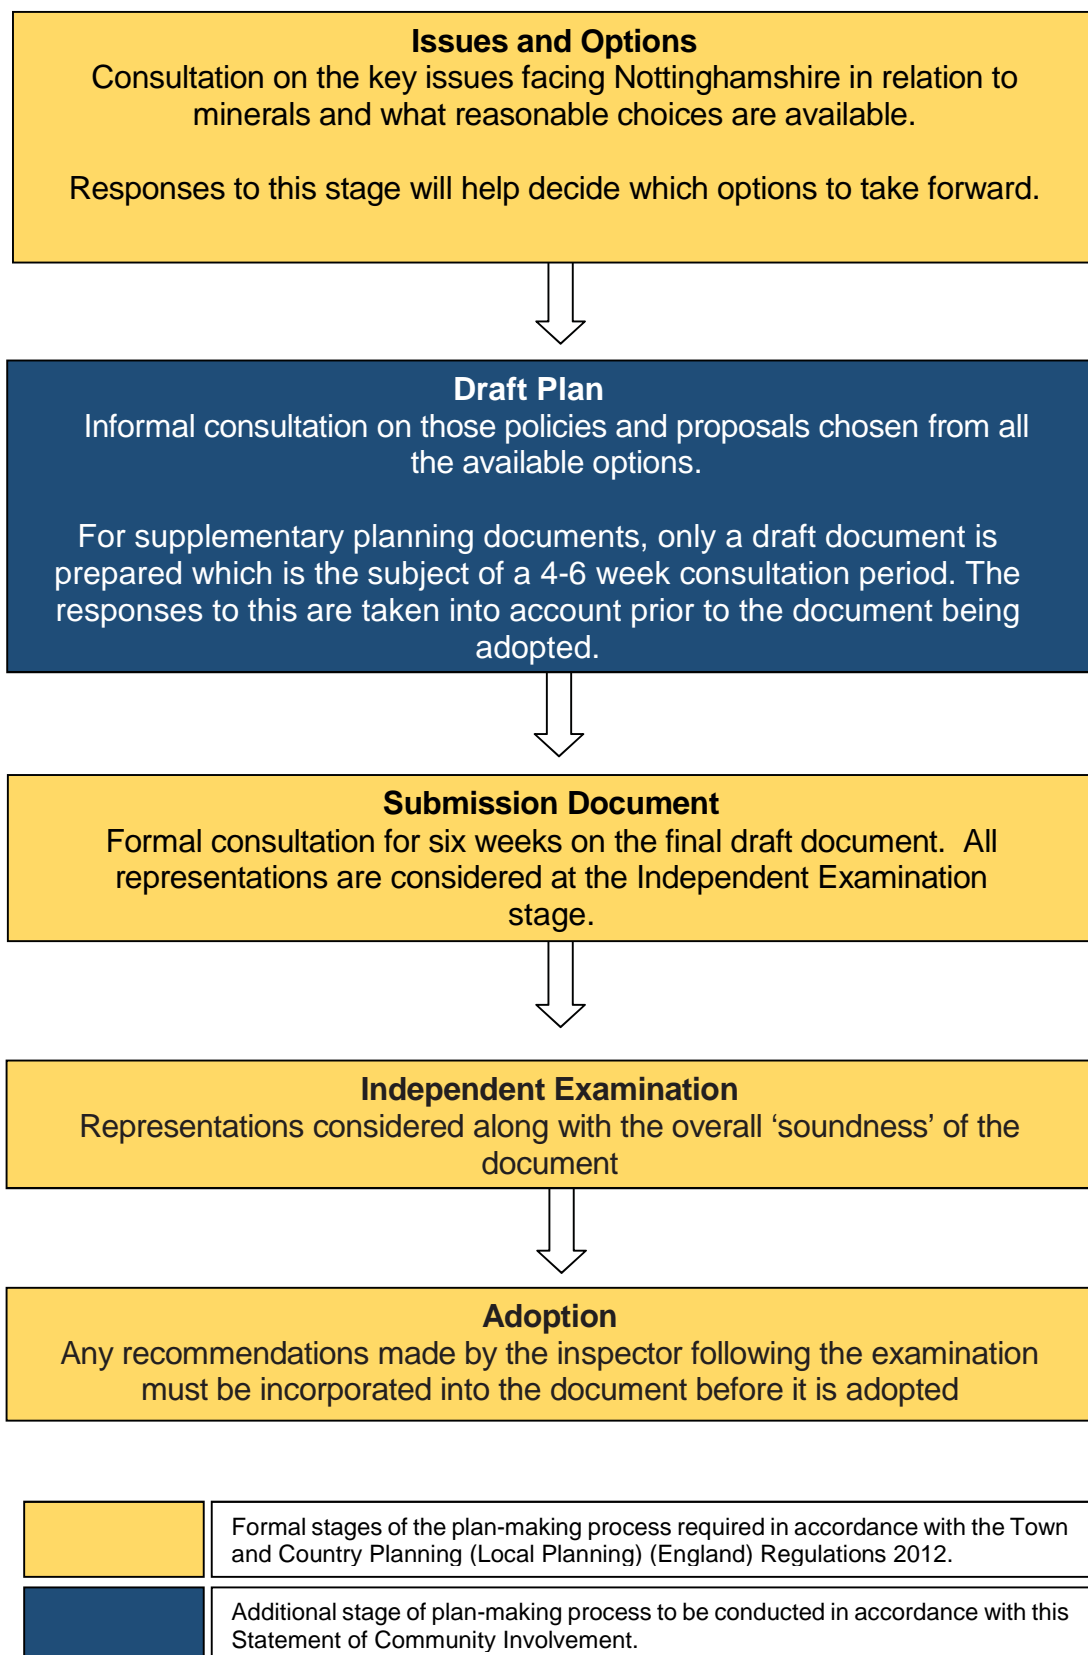 Issues and Options
Consultation on the key issues facing Nottinghamshire in relation to
minerals and what reasonable choices are available.
Responses to this stage will help decide which options to take forward.
Draft Plan
Informal consultation on those policies and proposals chosen from all
the available options.
For supplementary planning documents, only a draft document is
prepared which is the subject of a 4-6 week consultation period. The
responses to this are taken into account prior to the document being
adopted.
Submission Document
Formal consultation for six weeks on the final draft document.  All
representations are considered at the Independent Examination
stage.
Independent Examination
Representations considered along with the overall ‘soundness’ of the
document
Adoption
Any recommendations made by the inspector following the examination
must be incorporated into the document before it is adopted
Formal stages of the plan-making process required in accordance with the Town
and Country Planning (Local Planning) (England) Regulations 2012.
Additional stage of plan-making process to be conducted in accordance with this
Statement of Community Involvement.